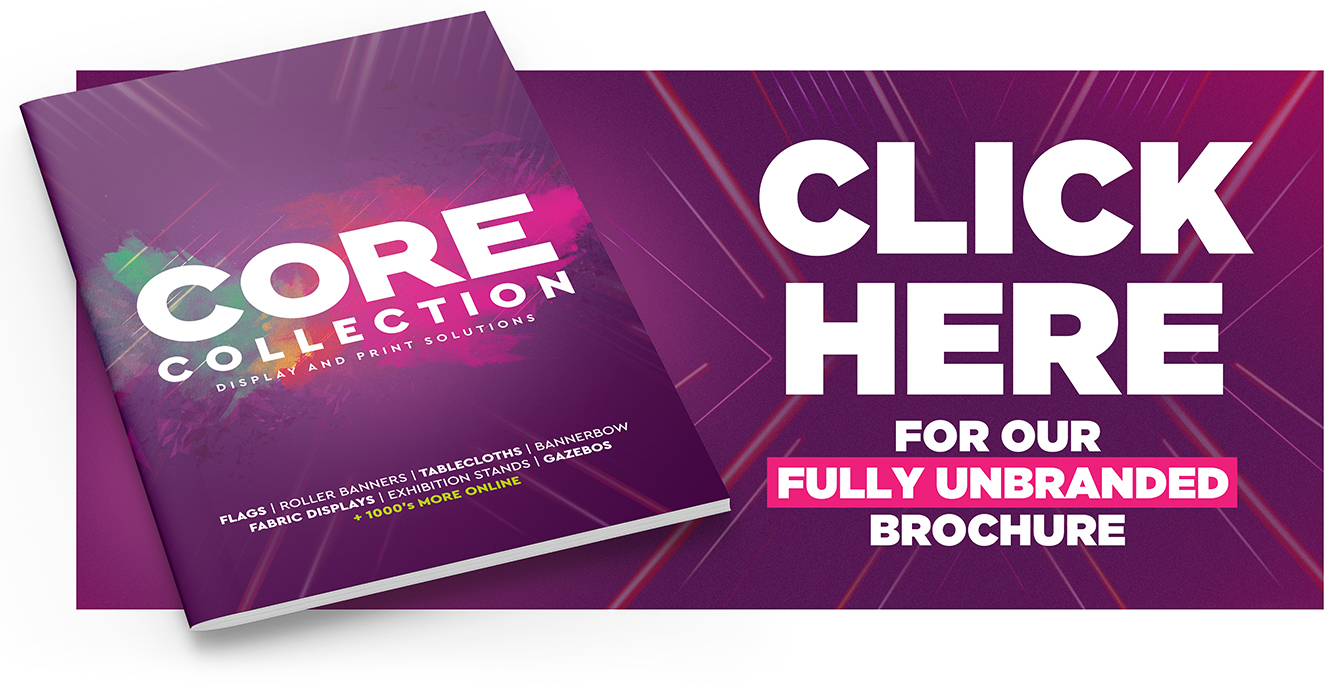 CORE
COLLECTION
DISPLAY AND PRINT SOLUTIONS
FLAGS | ROLLER BANNERS | TABLECLOTHS | BANNERBOW
FABRIC DISPLAYS | EXHIBITION STANDS | GAZEBOS
+ 1000's MORE ONLINE
CLICK
HERE
FOR OUR
FULLY UNBRANDED
BROCHURE